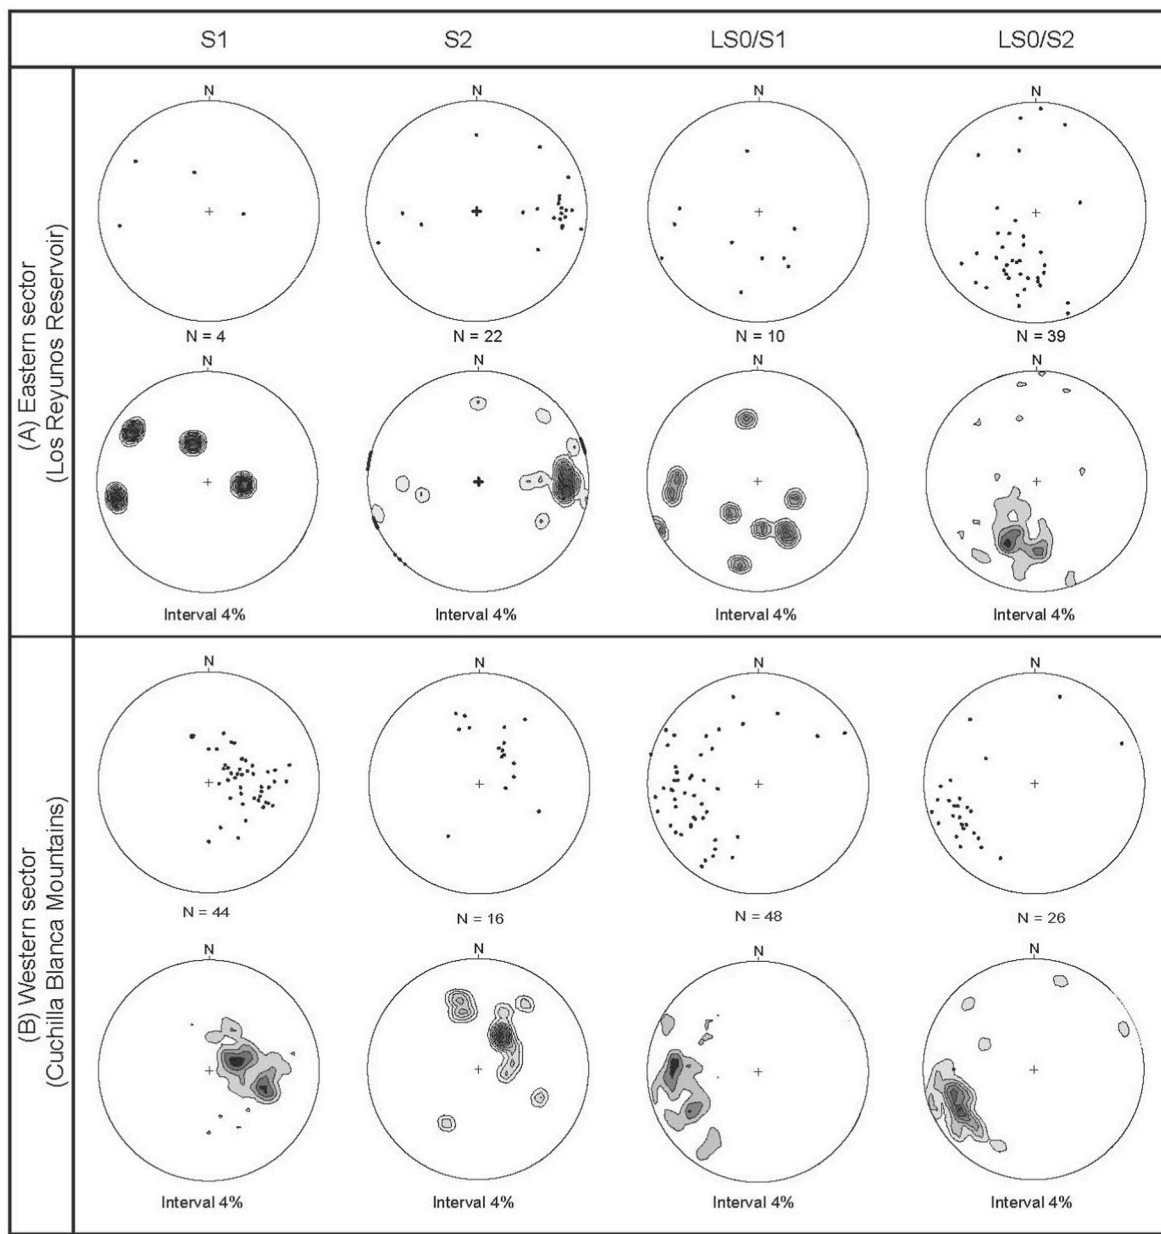 S1 S2 LS0/S1 LS0/S2
(A) Eastern sector
(Los Reyunos Reservoir)
N N N N
N = 4 N = 22 N = 10 N = 39
N N N N
Interval 4% Interval 4% Interval 4% Interval 4%
(B) Western sector
(Cuchilla Blanca Mountains)
N N N N
N = 44 N = 16 N = 48 N = 26
N N N N
Interval 4% Interval 4% Interval 4% Interval 4%